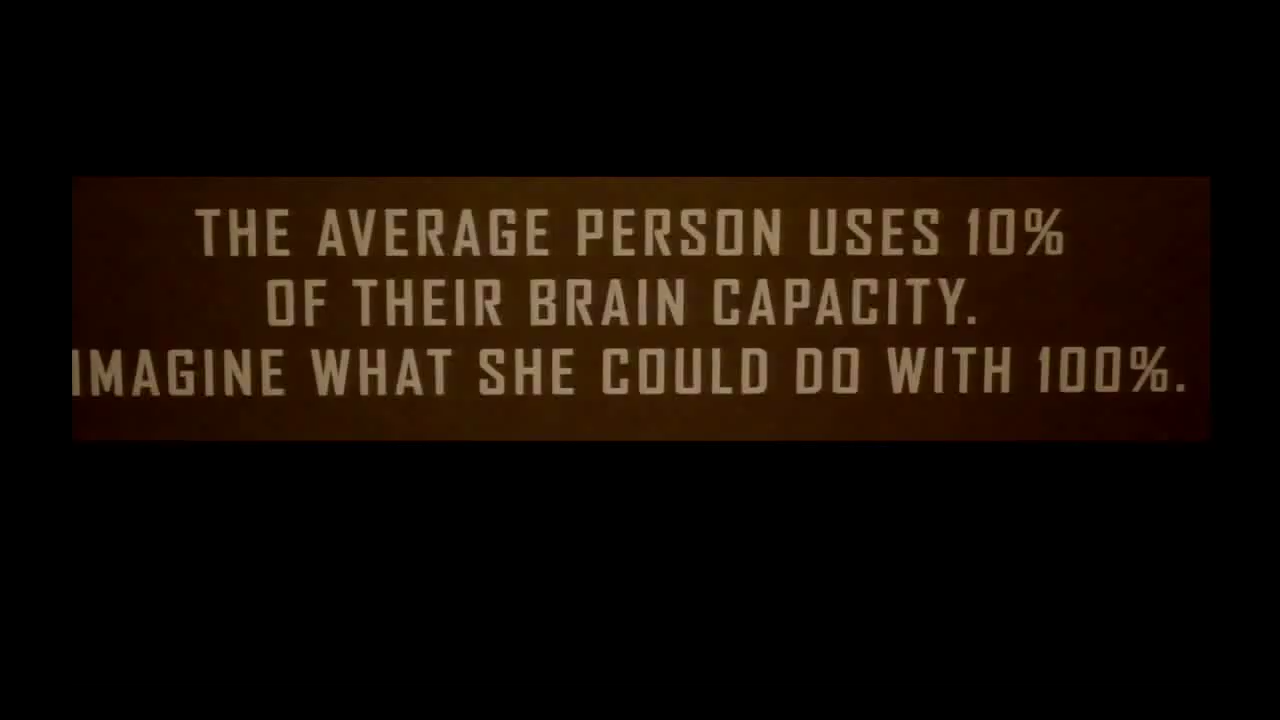 THE AVERAGE PERSON USES 10%
OF THEIR BRAIN CAPACITY.
IMAGINE WHAT SHE COULD DO WITH 100%.